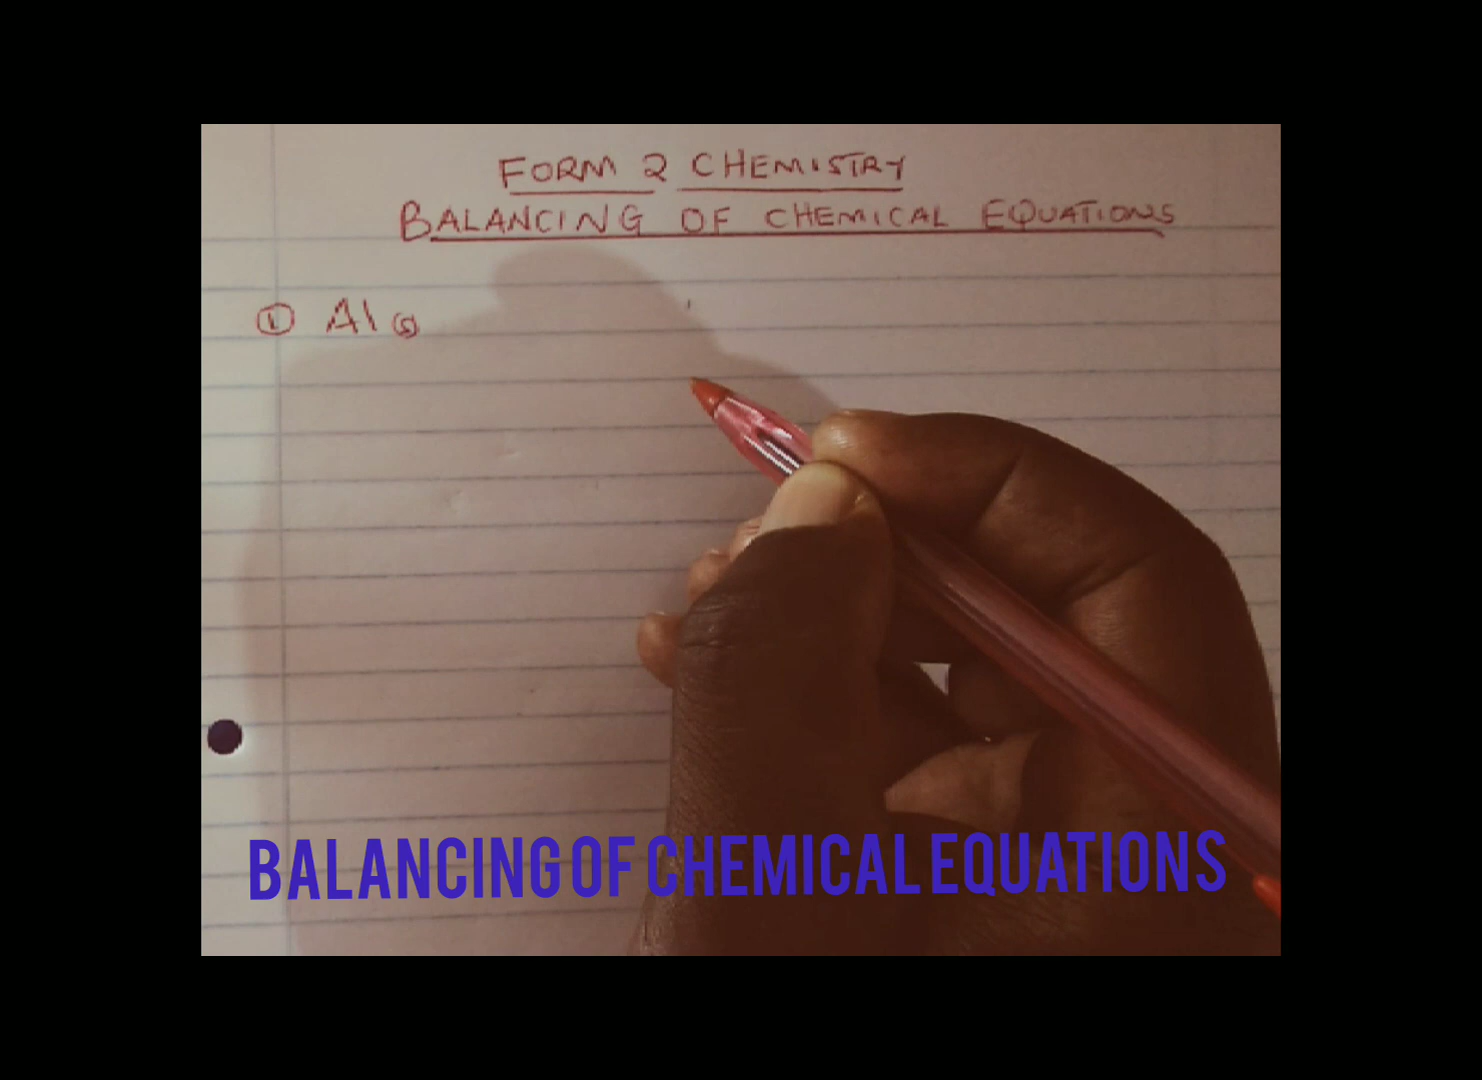 FORM 2 CHEMISTRY
BALANCING OF CHEMICAL EQUATIONS
① Al (s)
BALANCING OF CHEMICAL EQUATIONS